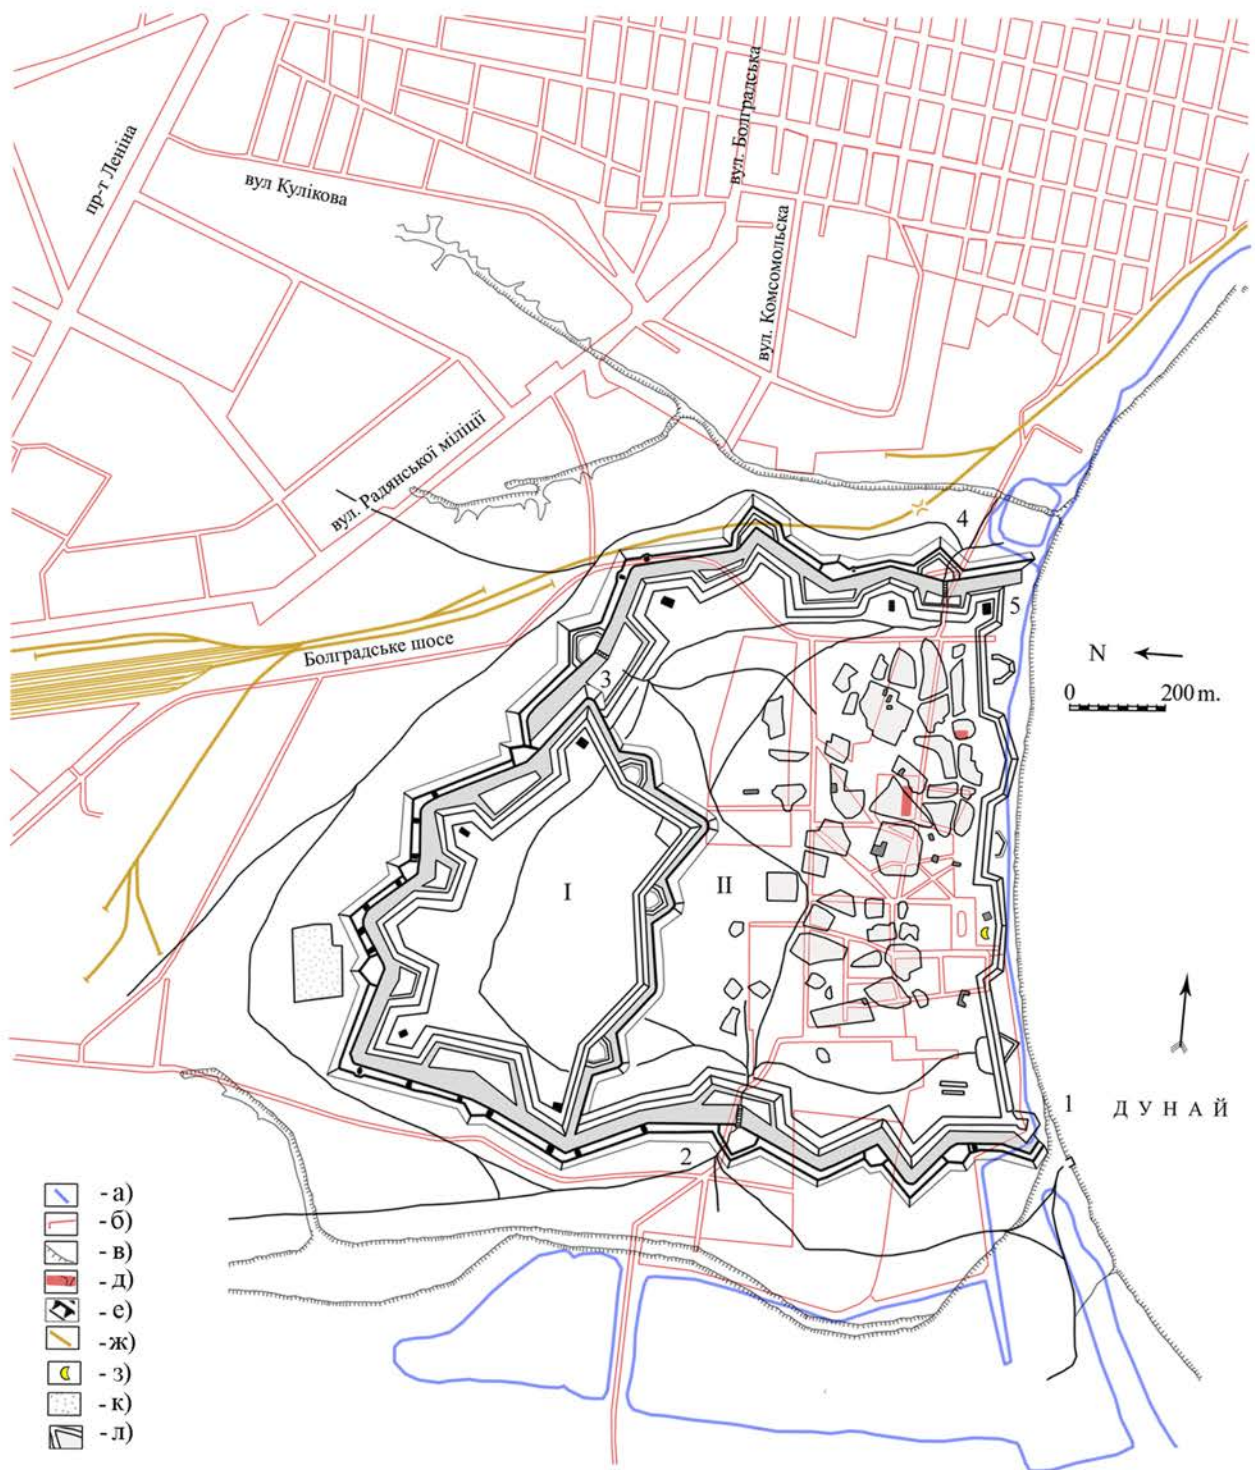 пр-т Леніна
вул Кулікова
вул. Болградська
вул. Комсомольска
вул. Радянської міліції
Болградське шосе
4
5
3
N
0 200 m.
I
II
1
ДУНАЙ
2
- а)
- б)
- в)
- д)
- е)
- ж)
- з)
- к)
- л)